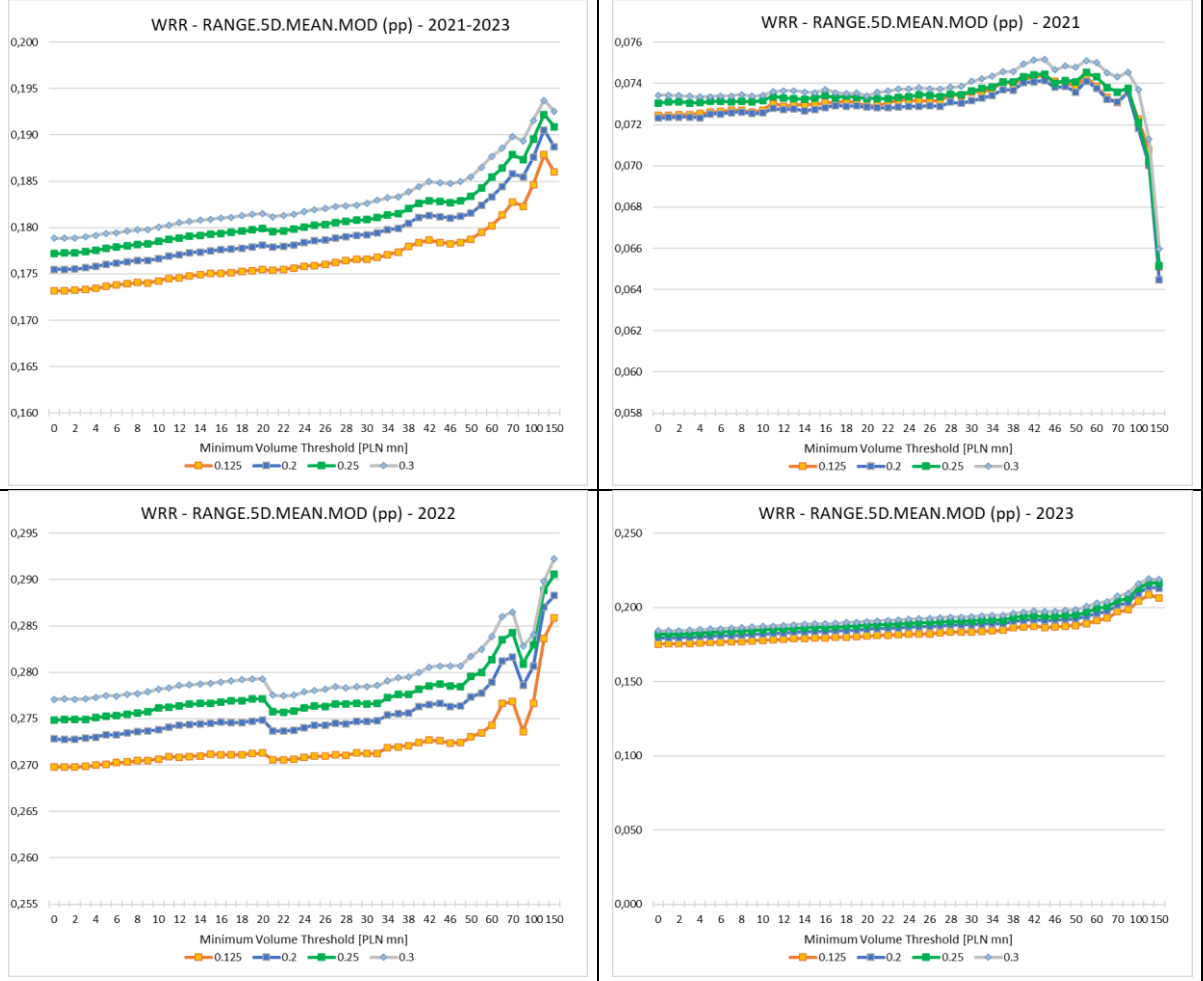 WRR - RANGE.5D.MEAN.MOD (pp) - 2021-2023
0,200
0,195
0,190
0,185
0,180
0,175
0,170
0,165
0,160
0 2 4 6 8 10 12 14 16 18 20 22 24 26 28 30 34 38 42 46 50 60 70 100 150
Minimum Volume Threshold [PLN mn]
0.125 0.2 0.25 0.3
WRR - RANGE.5D.MEAN.MOD (pp) - 2021
0,076
0,074
0,072
0,070
0,068
0,066
0,064
0,062
0,060
0,058
0 2 4 6 8 10 12 14 16 18 20 22 24 26 28 30 34 38 42 46 50 60 70 100 150
Minimum Volume Threshold [PLN mn]
0.125 0.2 0.25 0.3
WRR - RANGE.5D.MEAN.MOD (pp) - 2022
0,295
0,290
0,285
0,280
0,275
0,270
0,265
0,260
0,255
0 2 4 6 8 10 12 14 16 18 20 22 24 26 28 30 34 38 42 46 50 60 70 100 150
Minimum Volume Threshold [PLN mn]
0.125 0.2 0.25 0.3
WRR - RANGE.5D.MEAN.MOD (pp) - 2023
0,250
0,200
0,150
0,100
0,050
0,000
0 2 4 6 8 10 12 14 16 18 20 22 24 26 28 30 34 38 42 46 50 60 70 100 150
Minimum Volume Threshold [PLN mn]
0.125 0.2 0.25 0.3